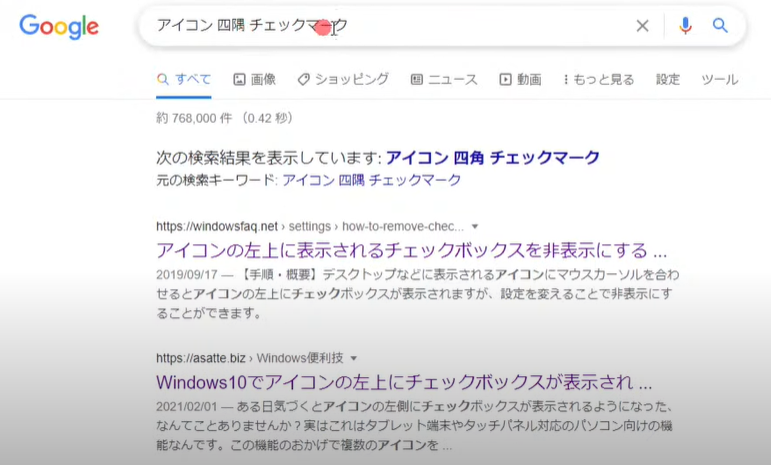 Google
アイコン 四隅 チェックマーク
すべて 画像 ショッピング ニュース 動画 もっと見る 設定 ツール
約 768,000 件 (0.42 秒)
次の検索結果を表示しています: アイコン 四角 チェックマーク
元の検索キーワード: アイコン 四隅 チェックマーク
https://windowsfaq.net › settings › how-to-remove-chec...
アイコンの左上に表示されるチェックボックスを非表示にする ...
2019/09/17 — 【手順・概要】デスクトップなどに表示されるアイコンにマウスカーソルを合わ
せるとアイコンの左上にチェックボックスが表示されますが、設定を変えることで非表示にす
ることができます。
https://asatte.biz › Windows便利技
Windows10でアイコンの左上にチェックボックスが表示され ...
2021/02/01 — ある日気づくとアイコンの左側にチェックボックスが表示されるようになった、
なんてことありませんか？実はこれはタブレット端末やタッチパネル対応のパソコン向けの機
能なんです。この機能のおかげで複数のアイコンを ...